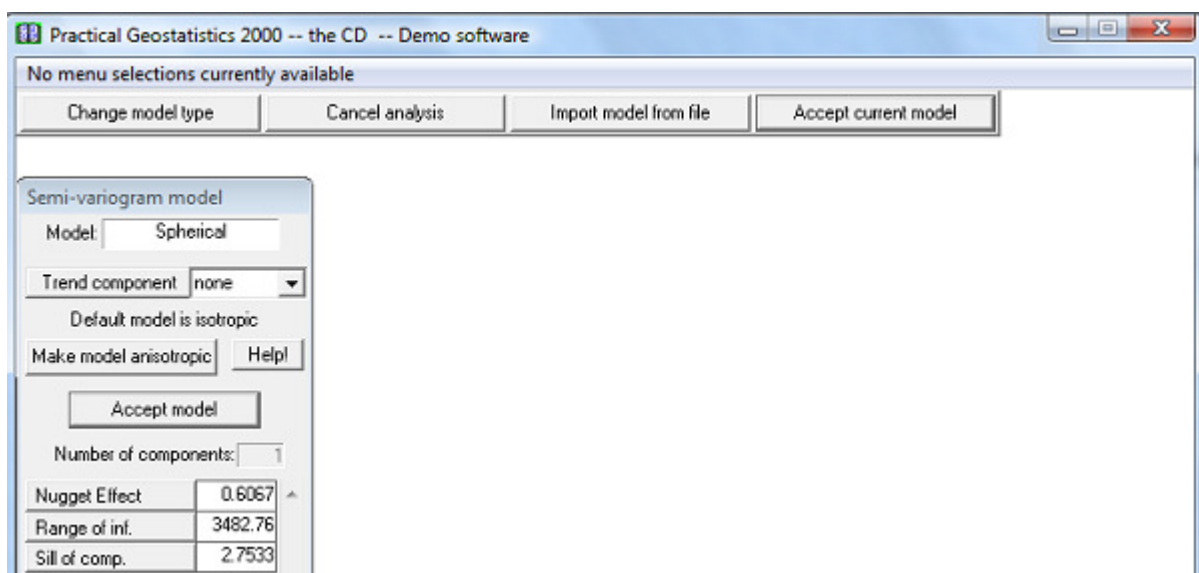 Practical Geostatistics 2000 -- the CD -- Demo software
No menu selections currently available
Change model type Cancel analysis Import model from file Accept current model
Semi-variogram model
Model: Spherical
Trend component none
Default model is isotropic
Make model anisotropic Help!
Accept model
Number of components: 1
Nugget Effect 0.6067
Range of inf. 3482.76
Sill of comp. 2.7533